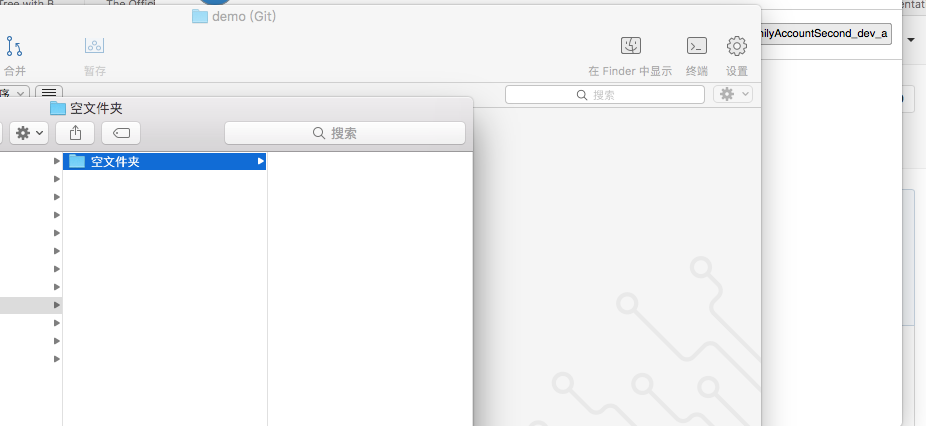 Tree with B
The Offici
entat
demo (Git)
nilyAccountSecond_dev_a
合并
暂存
在 Finder 中显示
终端
设置
序
搜索
空文件夹
搜索
空文件夹